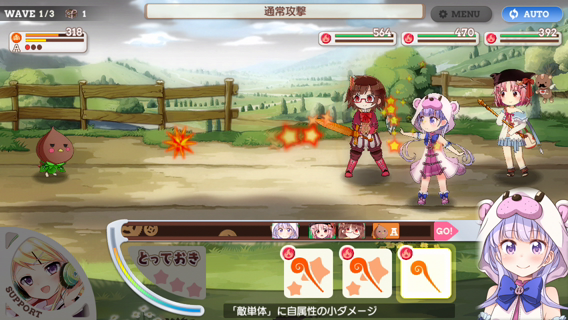 WAVE 1/3 1
通常攻撃
MENU
AUTO
318
A
564
470
392
A
GO!
とっておき
SUPPORT
「敵単体」に自属性の小ダメージ